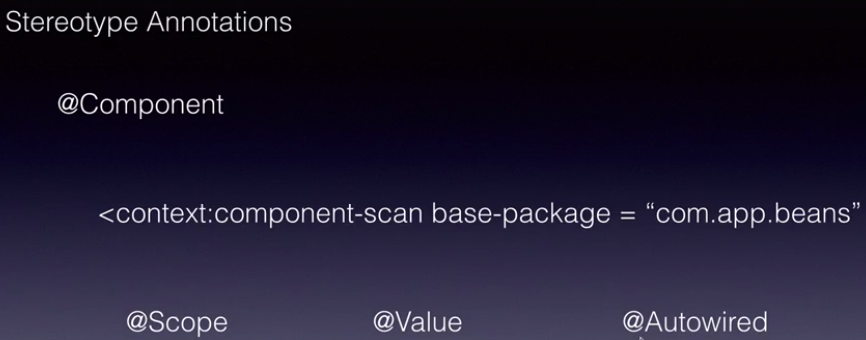 Stereotype Annotations
@Component
<context:component-scan base-package = “com.app.beans”
@Scope @Value @Autowired